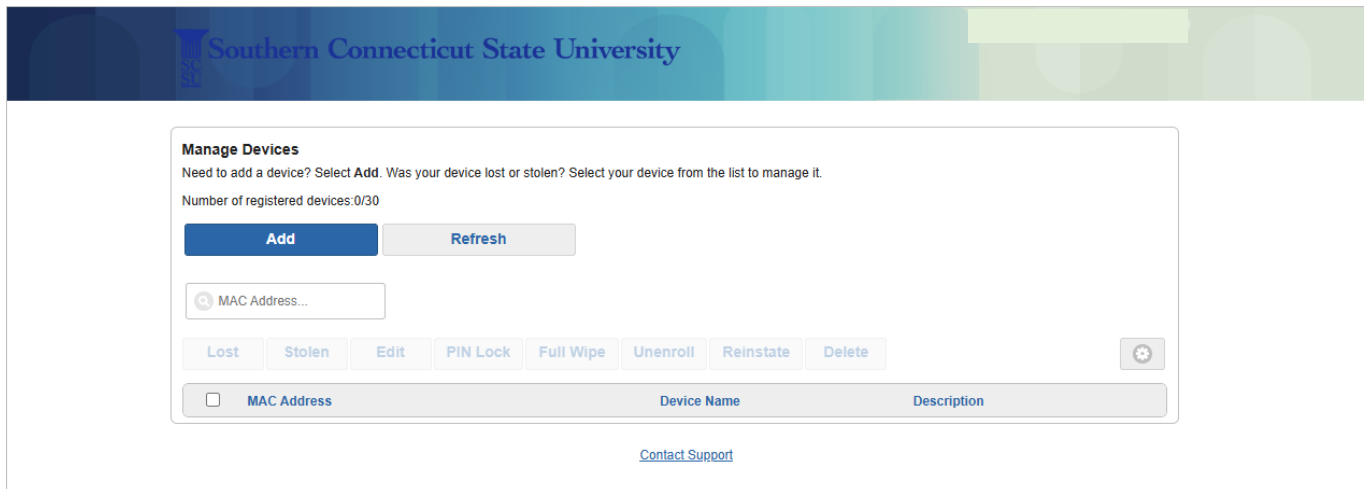 Southern Connecticut State University
SC
SU
Manage Devices
Need to add a device? Select Add. Was your device lost or stolen? Select your device from the list to manage it.
Number of registered devices:0/30
Add Refresh
MAC Address...
Lost Stolen Edit PIN Lock Full Wipe Unenroll Reinstate Delete
MAC Address Device Name Description
Contact Support